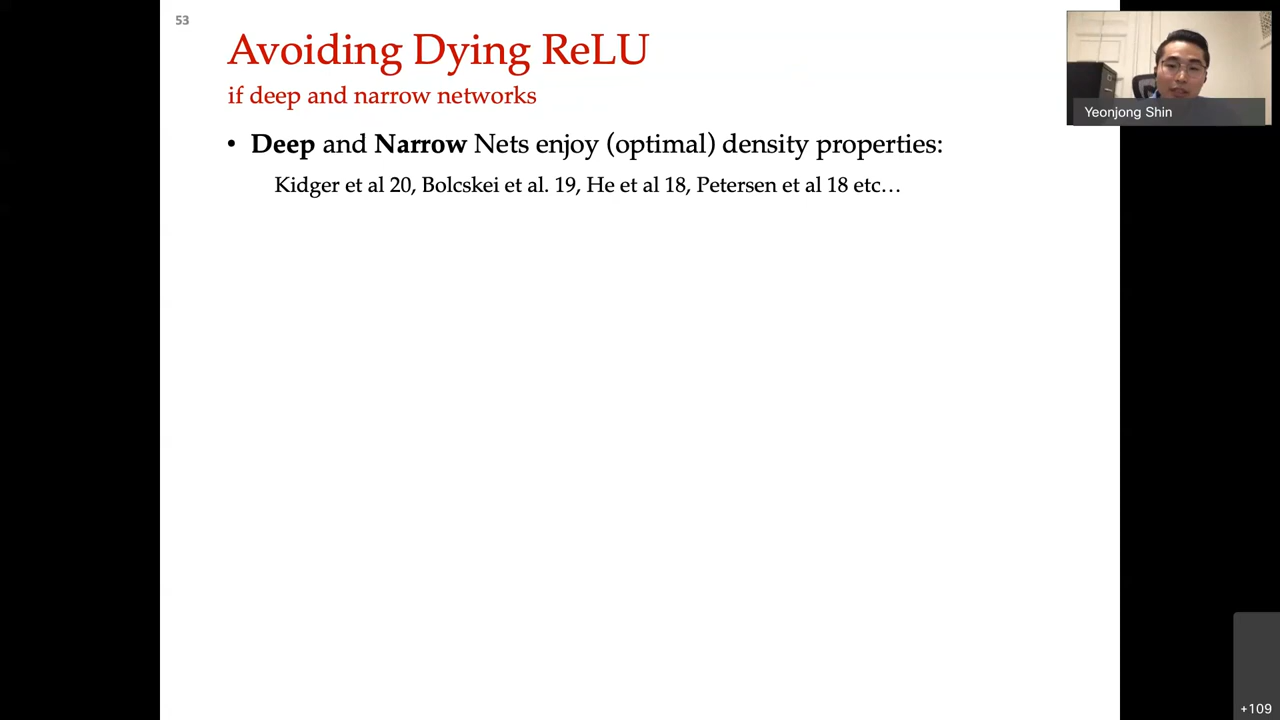 53
Avoiding Dying ReLU
if deep and narrow networks
• Deep and Narrow Nets enjoy (optimal) density properties:
Kidger et al 20, Bolcskei et al. 19, He et al 18, Petersen et al 18 etc…
Yeonjong Shin
+109